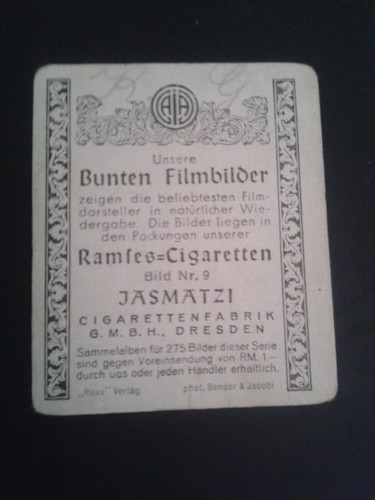 Unsere
Bunten Filmbilder
zeigen die beliebtesten Film-
darsteller in natürlicher Wie-
dergabe. Die Bilder liegen in
den Packungen unserer
Ramses=Cigaretten
Bild Nr. 9
JASMATZI
CIGARETTENFABRIK
G. M. B. H., DRESDEN
Sammelalben für 275 Bilder dieser Serie
sind gegen Voreinsendung von RM. 1.—
durch uns oder jeden Händler erhältlich.
„Ross" Verlag phot. Bender & Jacobi